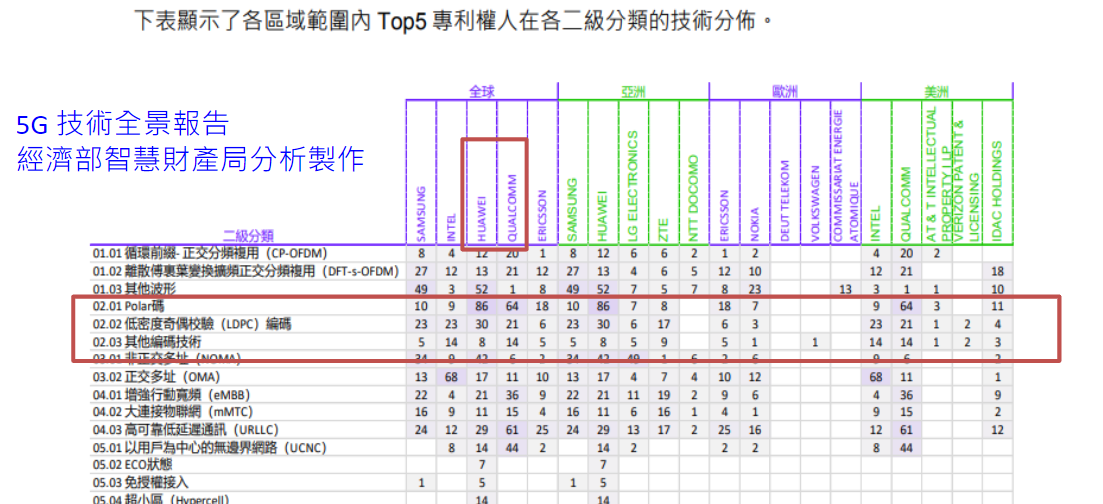 下表顯示了各區域範圍內 Top5 專利權人在各二級分類的技術分佈。
5G 技術全景報告
經濟部智慧財產局分析製作
全球 亞洲 歐洲 美洲
二級分類 SAMSUNG INTEL HUAWEI QUALCOMM ERICSSON SAMSUNG HUAWEI LG ELECTRONICS ZTE NTT DOCOMO ERICSSON NOKIA DEUT TELEKOM VOLKSWAGEN COMMISSARIAT ENERGIE ATOMIQUE INTEL QUALCOMM AT & T INTELLECTUAL PROPERTY I LLP VERIZON PATENT & LICENSING IDAC HOLDINGS
01.01 循環前綴- 正交分頻複用（CP-OFDM） 8 4 12 20 1 8 12 6 6 2 1 2 4 20 2
01.02 離散傅裏葉變換擴頻正交分頻複用（DFT-s-OFDM） 27 12 13 21 12 27 13 4 6 5 12 10 12 21 18
01.03 其他波形 49 3 52 1 8 49 52 7 5 7 8 23 13 3 1 1 10
02.01 Polar碼 10 9 86 64 18 10 86 7 8 18 7 9 64 3 11
02.02 低密度奇偶校驗（LDPC）編碼 23 23 30 21 6 23 30 6 17 6 3 23 21 1 2 4
02.03 其他編碼技術 5 14 8 14 5 5 8 5 9 5 1 1 14 14 1 2 3
03.01 非正交多址（NOMA） 34 9 42 6 2 34 42 49 1 6 2 6 9 6 2
03.02 正交多址（OMA） 13 68 17 11 10 13 17 4 7 4 10 12 68 11 1
04.01 增強行動寬頻（eMBB） 22 4 21 36 9 22 21 11 19 2 9 6 4 36 9
04.02 大連接物聯網（mMTC） 16 9 11 15 4 16 11 6 16 1 4 1 9 15 2
04.03 高可靠低延遲通訊（URLLC） 24 12 29 61 25 24 29 13 17 2 25 16 12 61 12
05.01 以用戶為中心的無邊界網路（UCNC） 8 14 44 2 14 2 2 2 8 44
05.02 ECO狀態 7 7
05.03 免授權接入 1 5 1 5
05.04 超小區（Hypercell） 14 14